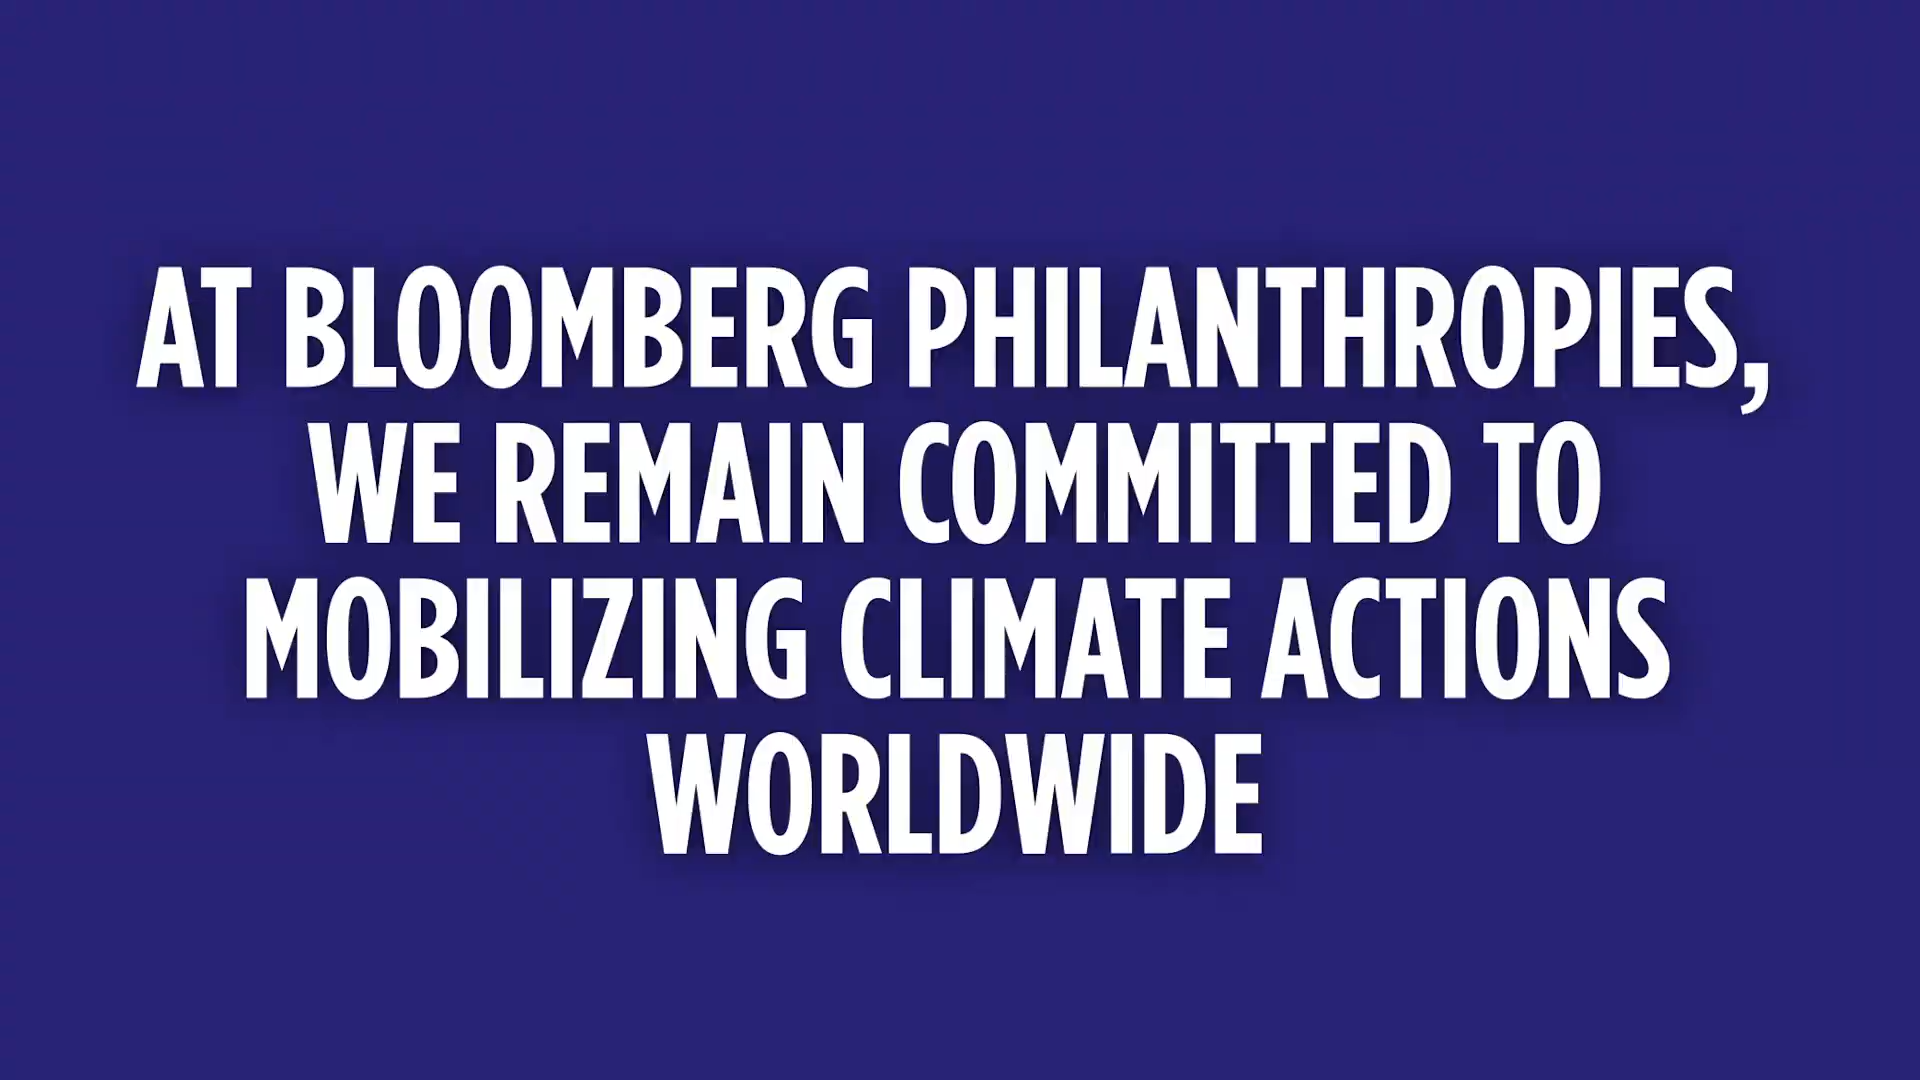 AT BLOOMBERG PHILANTHROPIES,
WE REMAIN COMMITTED TO
MOBILIZING CLIMATE ACTIONS
WORLDWIDE